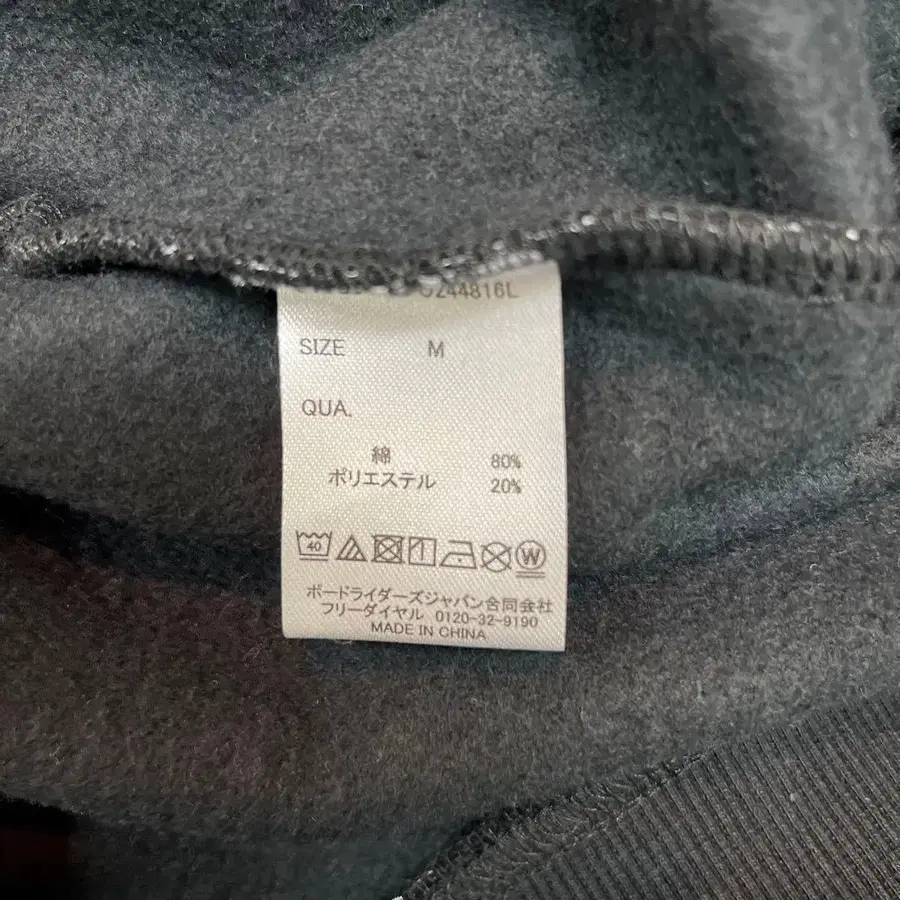 0244816L
SIZE M
QUA.
綿 80%
ポリエステル 20%
40 W
ボードライダーズジャパン合同会社
フリーダイヤル 0120-32-9190
MADE IN CHINA